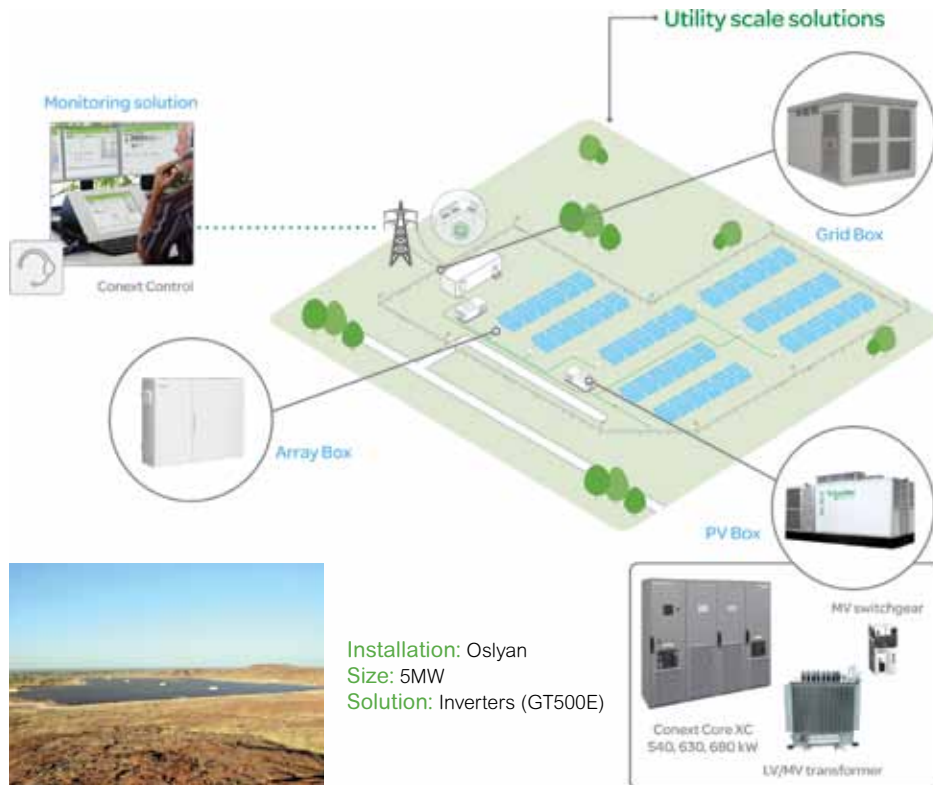 Utility scale solutions
Monitoring solution
Conext Control
Grid Box
Array Box
PV Box
Schneider
MV switchgear
Conext Core XC
540, 630, 680 kW
LV/MV transformer
Installation: Oslyan
Size: 5MW
Solution: Inverters (GT500E)